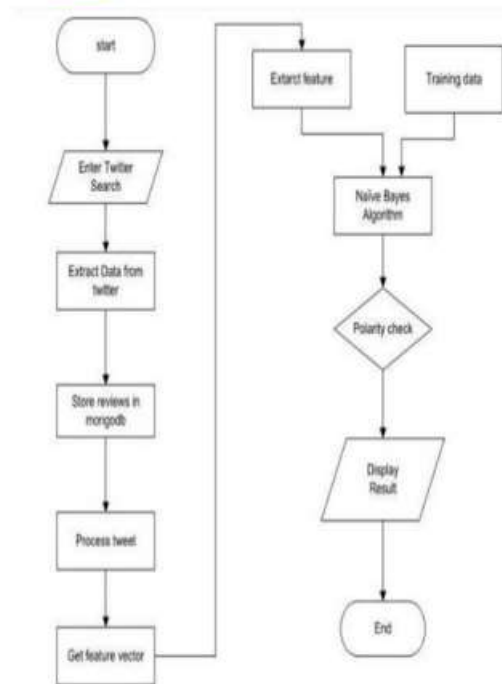 start
Enter Twitter
Search
Extract Data from
twitter
Store reviews in
mongodb
Process tweet
Get feature vector
Extarct feature
Training data
Naïve Bayes
Algorithm
Polarity check
Display
Result
End